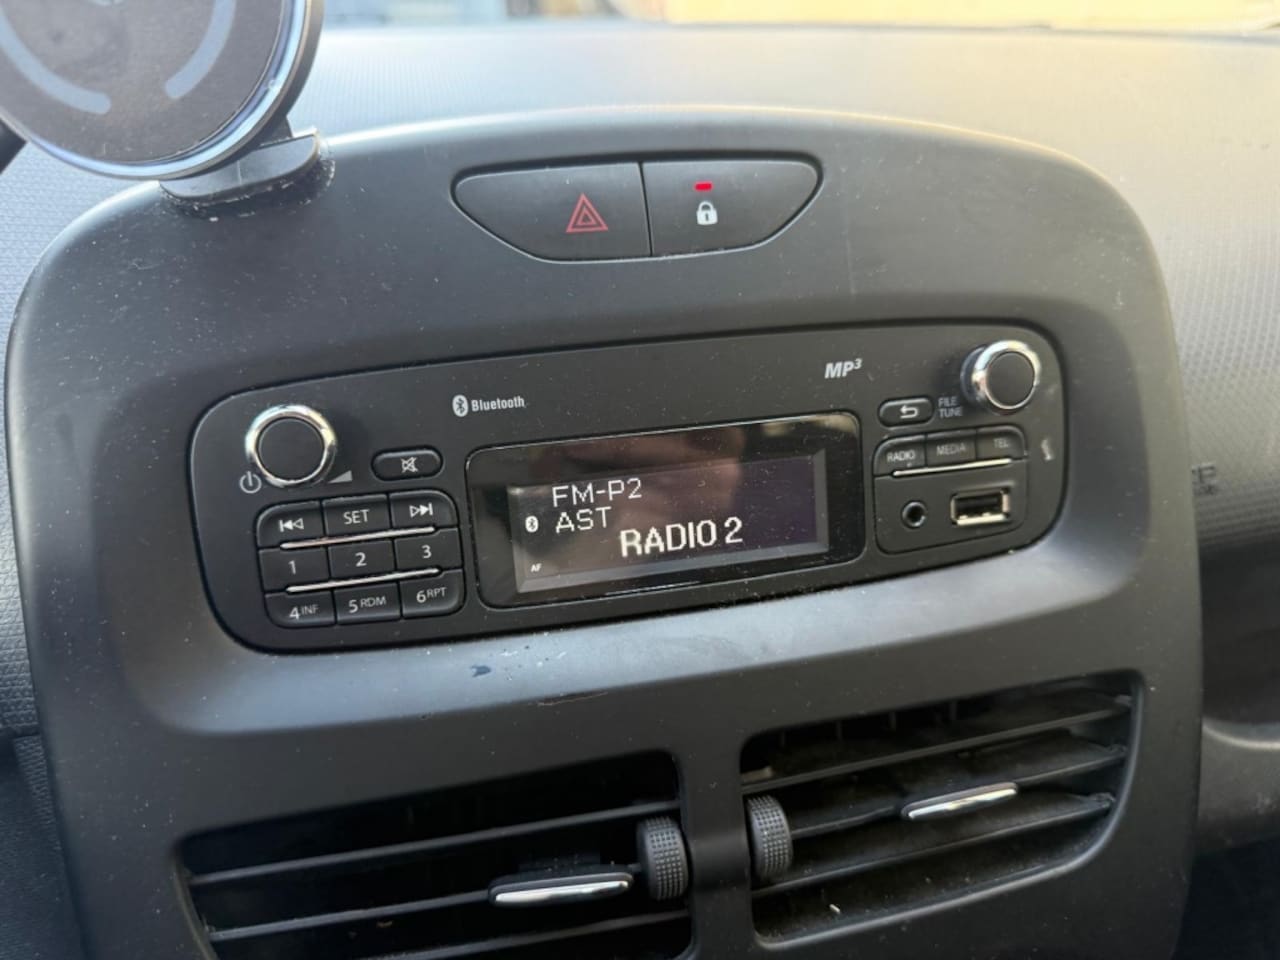 MP3
Bluetooth
FILE
TUNE
RADIO MEDIA TEL
SET
1 2 3
4 INF 5 RDM 6 RPT
FM-P2
AST
RADIO 2
AF